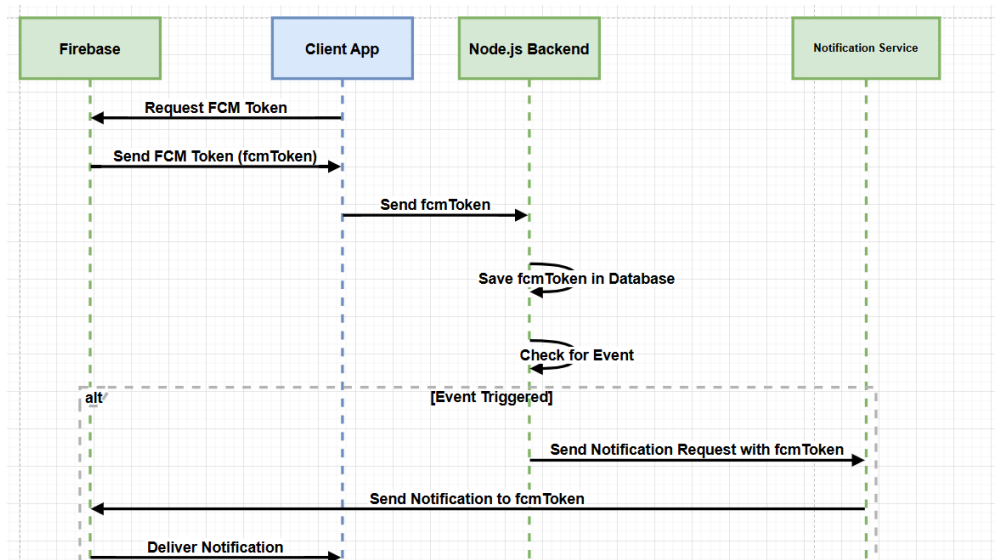 Firebase
Client App
Node.js Backend
Notification Service
Request FCM Token
Send FCM Token (fcmToken)
Send fcmToken
Save fcmToken in Database
Check for Event
alt
[Event Triggered]
Send Notification Request with fcmToken
Send Notification to fcmToken
Deliver Notification